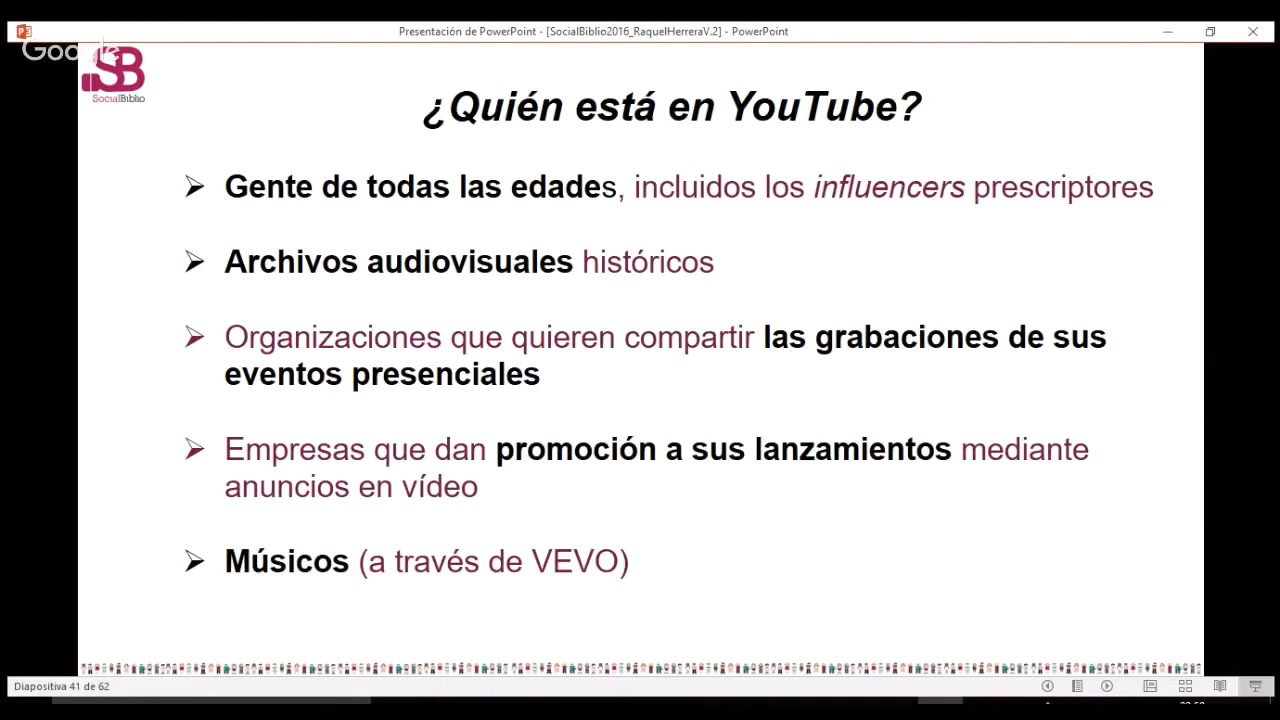 Presentación de PowerPoint - [SocialBiblio2016_RaquelHerreraV.2] - PowerPoint
Google
SB
SocialBiblio
¿Quién está en YouTube?
Gente de todas las edades, incluidos los influencers prescriptores
Archivos audiovisuales históricos
Organizaciones que quieren compartir las grabaciones de sus
eventos presenciales
Empresas que dan promoción a sus lanzamientos mediante
anuncios en vídeo
Músicos (a través de VEVO)
Diapositiva 41 de 62